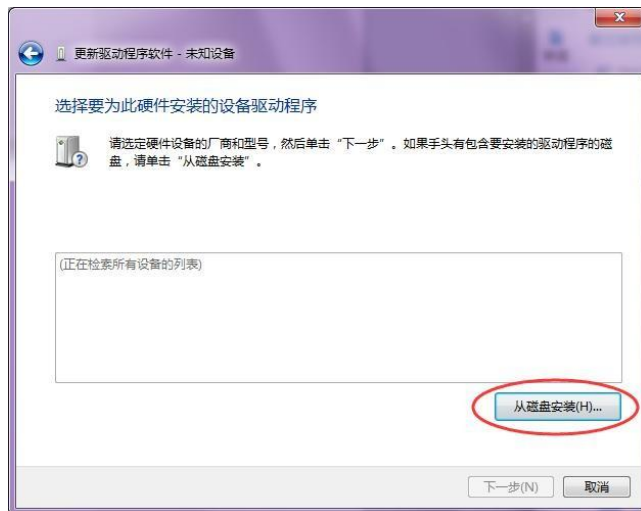 更新驱动程序软件 - 未知设备
选择要为此硬件安装的设备驱动程序
请选定硬件设备的厂商和型号，然后单击“下一步”。如果手头有包含要安装的驱动程序的磁
盘，请单击“从磁盘安装”。
(正在检索所有设备的列表)
从磁盘安装(H)...
下一步(N)
取消